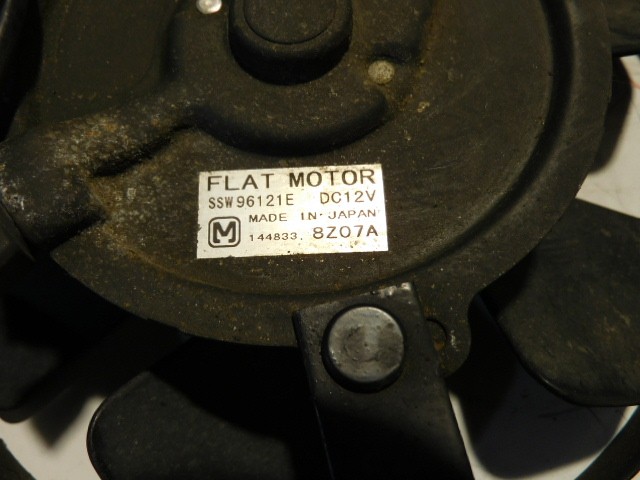 FLAT MOTOR
SSW96121E DC12V
MADE IN JAPAN
M 144833. 8Z07A